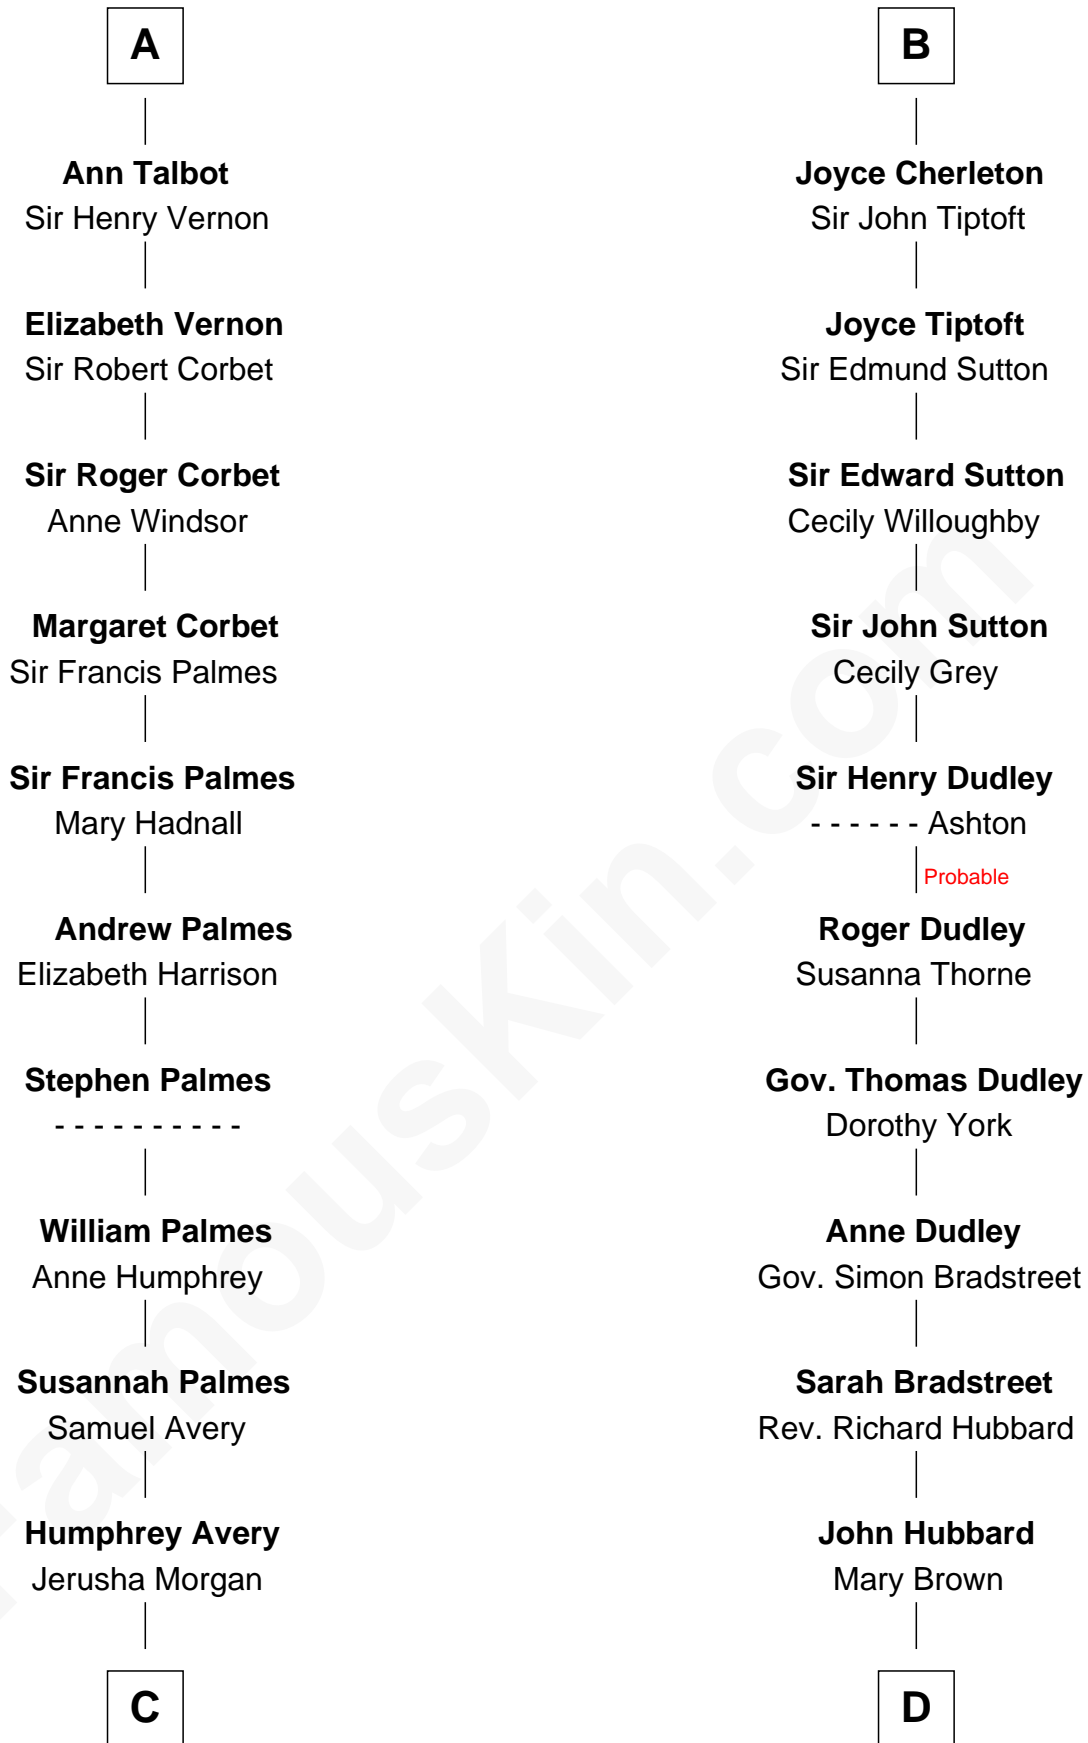 A
Ann Talbot
Sir Henry Vernon
Elizabeth Vernon
Sir Robert Corbet
Sir Roger Corbet
Anne Windsor
Margaret Corbet
Sir Francis Palmes
Sir Francis Palmes
Mary Hadnall
Andrew Palmes
Elizabeth Harrison
Stephen Palmes
- - - - - - - - - -
William Palmes
Anne Humphrey
Susannah Palmes
Samuel Avery
Humphrey Avery
Jerusha Morgan
C
B
Joyce Cherleton
Sir John Tiptoft
Joyce Tiptoft
Sir Edmund Sutton
Sir Edward Sutton
Cecily Willoughby
Sir John Sutton
Cecily Grey
Sir Henry Dudley
- - - - - - Ashton
Probable
Roger Dudley
Susanna Thorne
Gov. Thomas Dudley
Dorothy York
Anne Dudley
Gov. Simon Bradstreet
Sarah Bradstreet
Rev. Richard Hubbard
John Hubbard
Mary Brown
D
FamousKin.com